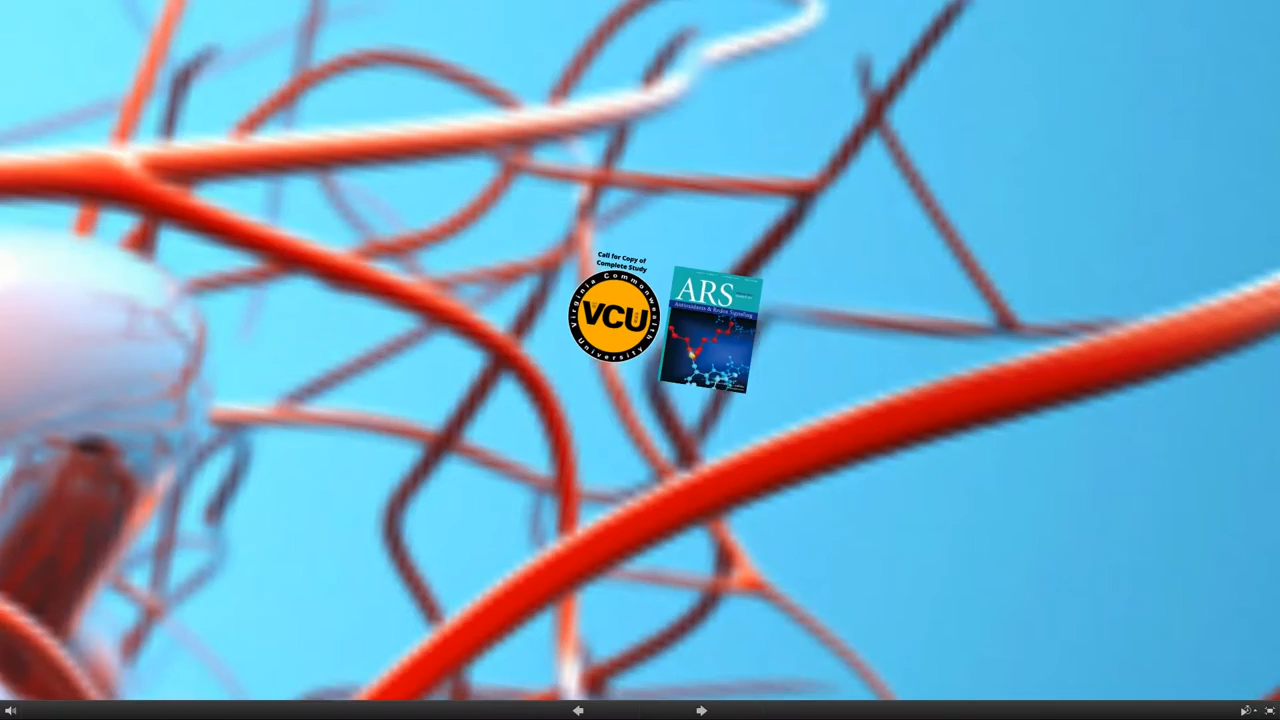 Call for Copy of
Complete Study
Virginia Commonwealth
VCU
University
ARS
Antioxidants & Redox Signaling